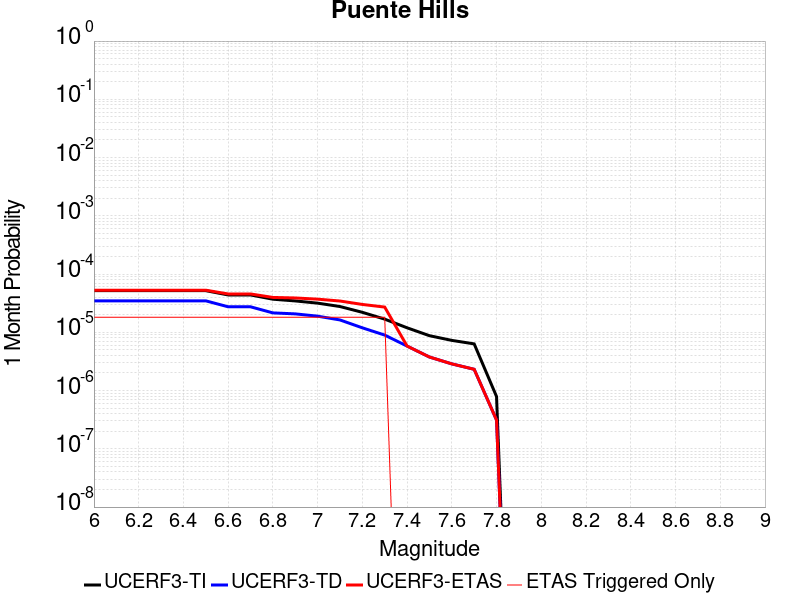 Puente Hills
1 Month Probability
10^0
10^-1
10^-2
10^-3
10^-4
10^-5
10^-6
10^-7
10^-8
6 6.2 6.4 6.6 6.8 7 7.2 7.4 7.6 7.8 8 8.2 8.4 8.6 8.8 9
Magnitude
UCERF3-TI UCERF3-TD UCERF3-ETAS ETAS Triggered Only